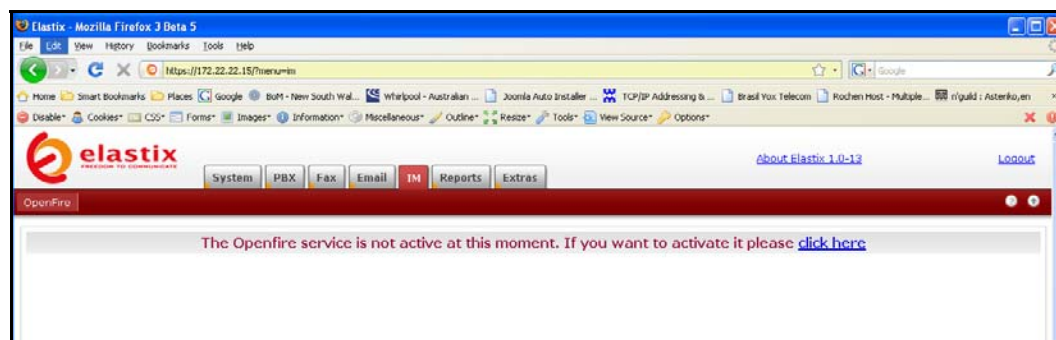 Elastix - Mozilla Firefox 3 Beta 5
File Edit View History Bookmarks Tools Help
https://172.22.22.15/?menu=im
Google
Home Smart Bookmarks Places Google BoM - New South Wal... Whirlpool - Australian ... Joomla Auto Installer ... TCP/IP Addressing & ... Brasil Vox Telecom Rochen Host - Multiple... n'guild : Asterisk,en
Disable Cookies CSS Forms Images Information Miscellaneous Outline Resize Tools View Source Options
elastix
FREEDOM TO COMMUNICATE
About Elastix 1.0-13
Logout
System PBX Fax Email IM Reports Extras
OpenFire
The Openfire service is not active at this moment. If you want to activate it please click here